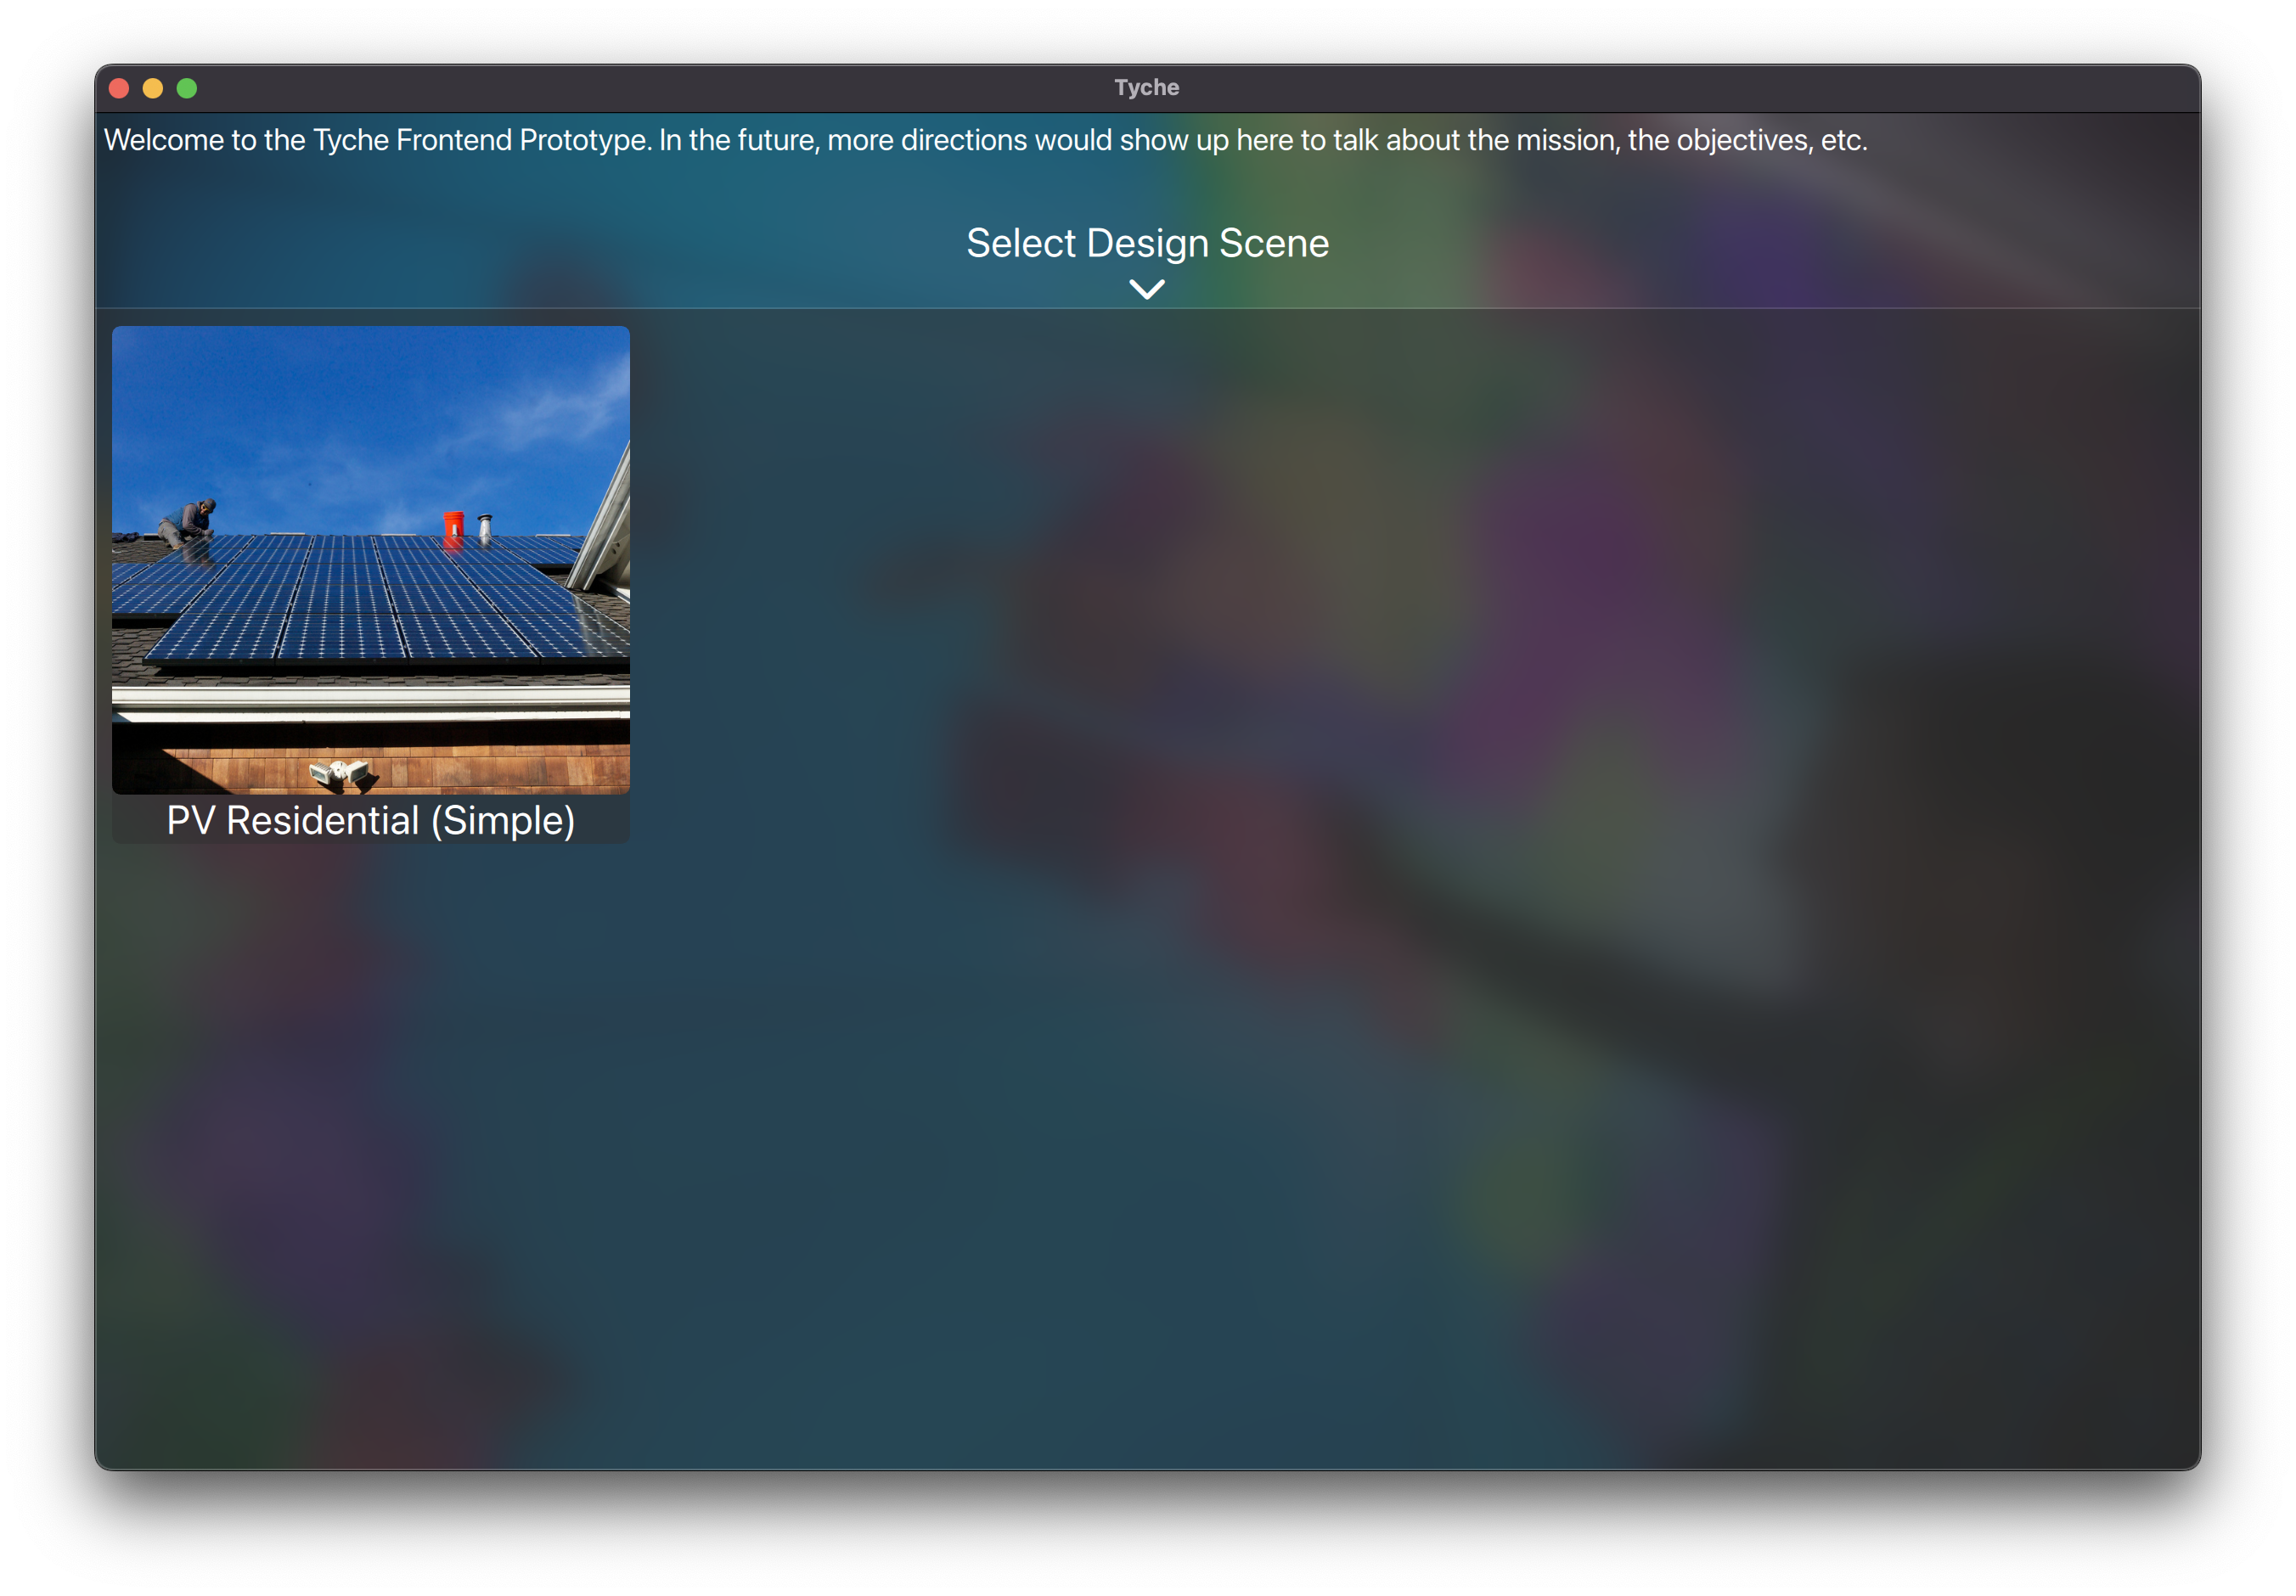 Tyche
Welcome to the Tyche Frontend Prototype. In the future, more directions would show up here to talk about the mission, the objectives, etc.
Select Design Scene
PV Residential (Simple)